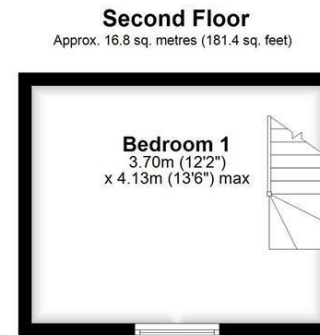 Second Floor
Approx. 16.8 sq. metres (181.4 sq. feet)
Bedroom 1
3.70m (12'2")
x 4.13m (13'6") max